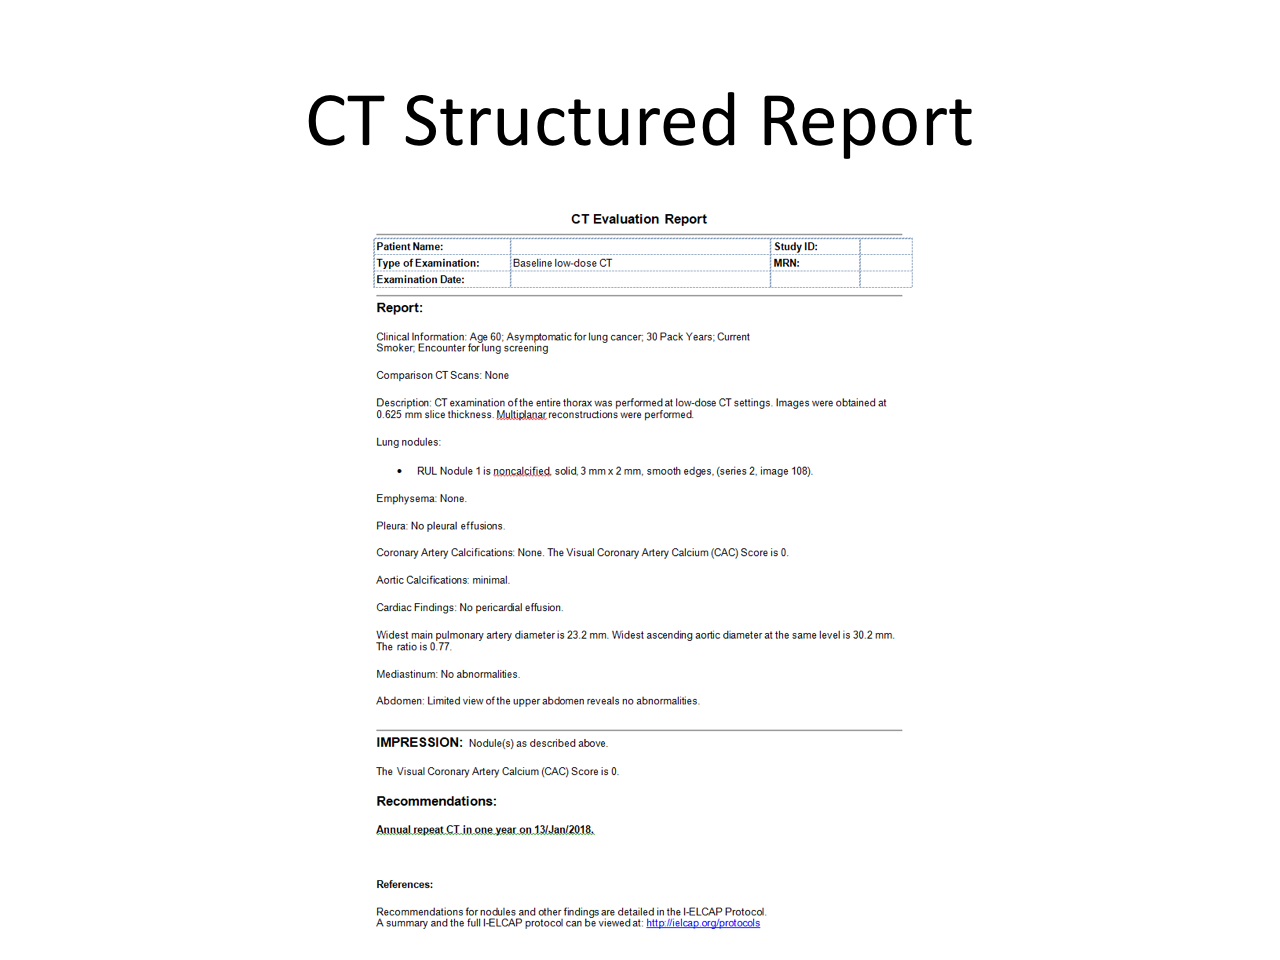 CT Structured Report
CT Evaluation Report
Patient Name: Study ID:
Type of Examination: Baseline low-dose CT MRN:
Examination Date:
Report:
Clinical Information: Age 60; Asymptomatic for lung cancer; 30 Pack Years; Current
Smoker; Encounter for lung screening
Comparison CT Scans: None
Description: CT examination of the entire thorax was performed at low-dose CT settings. Images were obtained at
0.625 mm slice thickness. Multiplanar reconstructions were performed.
Lung nodules:
• RUL Nodule 1 is noncalcified, solid, 3 mm x 2 mm, smooth edges, (series 2, image 108).
Emphysema: None.
Pleura: No pleural effusions.
Coronary Artery Calcifications: None. The Visual Coronary Artery Calcium (CAC) Score is 0.
Aortic Calcifications: minimal.
Cardiac Findings: No pericardial effusion.
Widest main pulmonary artery diameter is 23.2 mm. Widest ascending aortic diameter at the same level is 30.2 mm.
The ratio is 0.77.
Mediastinum: No abnormalities.
Abdomen: Limited view of the upper abdomen reveals no abnormalities.
IMPRESSION: Nodule(s) as described above.
The Visual Coronary Artery Calcium (CAC) Score is 0.
Recommendations:
Annual repeat CT in one year on 13/Jan/2018.
References:
Recommendations for nodules and other findings are detailed in the I-ELCAP Protocol.
A summary and the full I-ELCAP protocol can be viewed at: http://ielcap.org/protocols